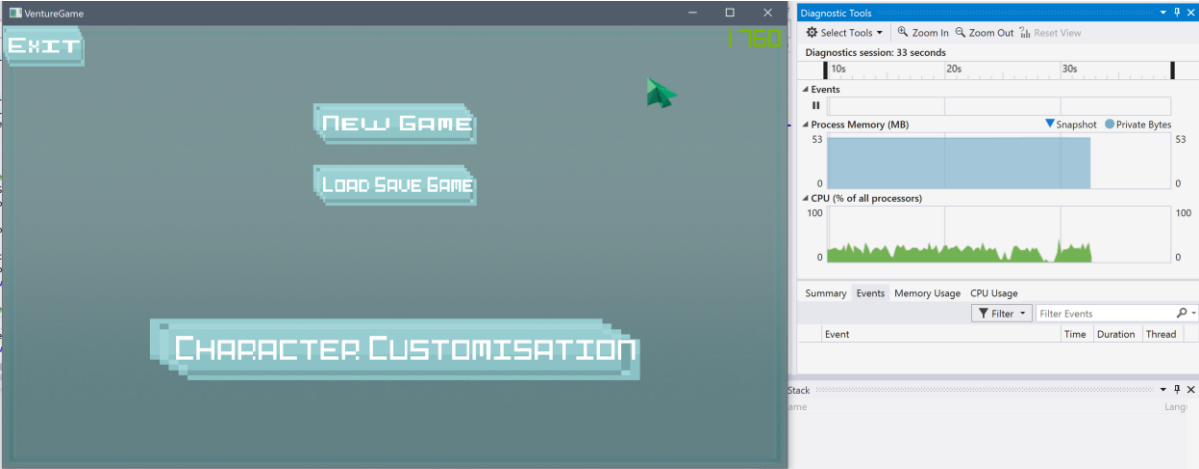 VentureGame
Exit
1760
New Game
Load Save Game
Character Customisation
Diagnostic Tools
Select Tools
Zoom In
Zoom Out
Reset View
Diagnostics session: 33 seconds
10s
20s
30s
Events
Process Memory (MB)
Snapshot
Private Bytes
53
53
0
0
CPU (% of all processors)
100
100
0
0
Summary
Events
Memory Usage
CPU Usage
Filter
Filter Events
Event
Time
Duration
Thread
Stack
ame
Lang